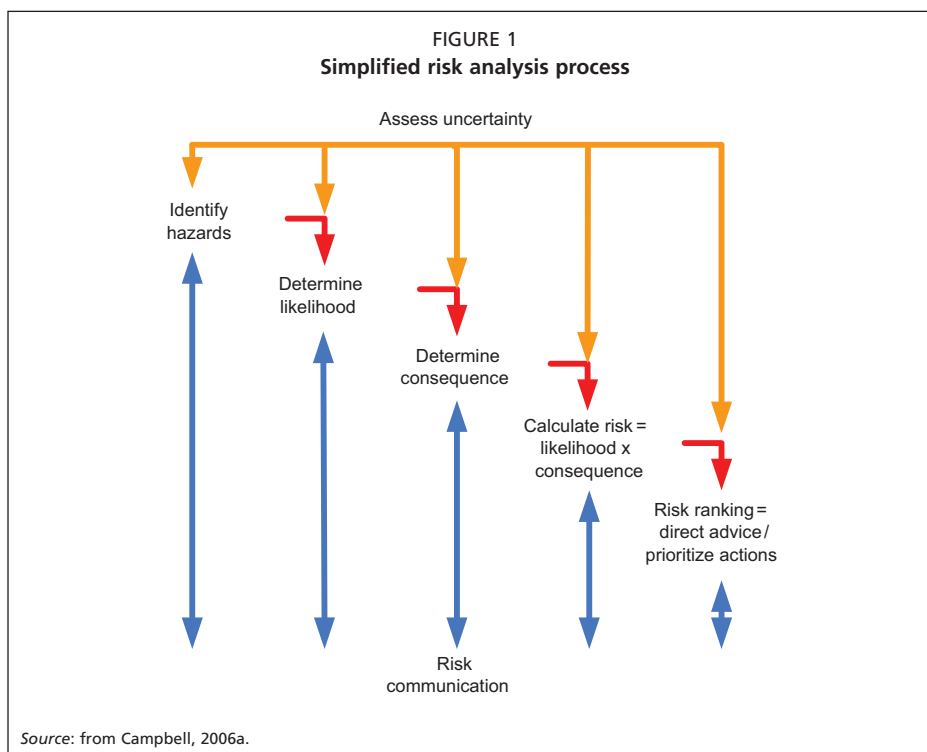 FIGURE 1
Simplified risk analysis process
Assess uncertainty
Identify
hazards
Determine
likelihood
Determine
consequence
Calculate risk =
likelihood x
consequence
Risk ranking =
direct advice /
prioritize actions
Risk
communication
Source: from Campbell, 2006a.